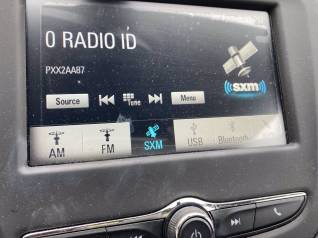 0 RADIO ID
PXX2AA87
sxm
Source
Tune
Menu
AM
FM
SXM
USB
Bluetooth